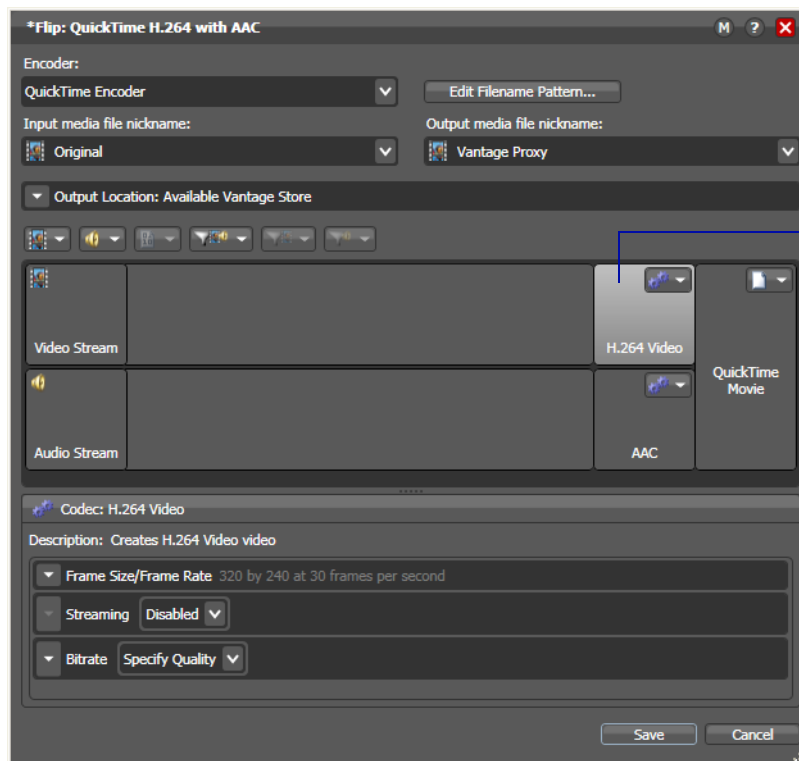 *Flip: QuickTime H.264 with AAC
M ?
Encoder:
QuickTime Encoder
Edit Filename Pattern...
Input media file nickname:
Output media file nickname:
Original
Vantage Proxy
Output Location: Available Vantage Store
Video Stream
H.264 Video
QuickTime
Movie
Audio Stream
AAC
Codec: H.264 Video
Description: Creates H.264 Video video
Frame Size/Frame Rate 320 by 240 at 30 frames per second
Streaming Disabled
Bitrate Specify Quality
Save
Cancel